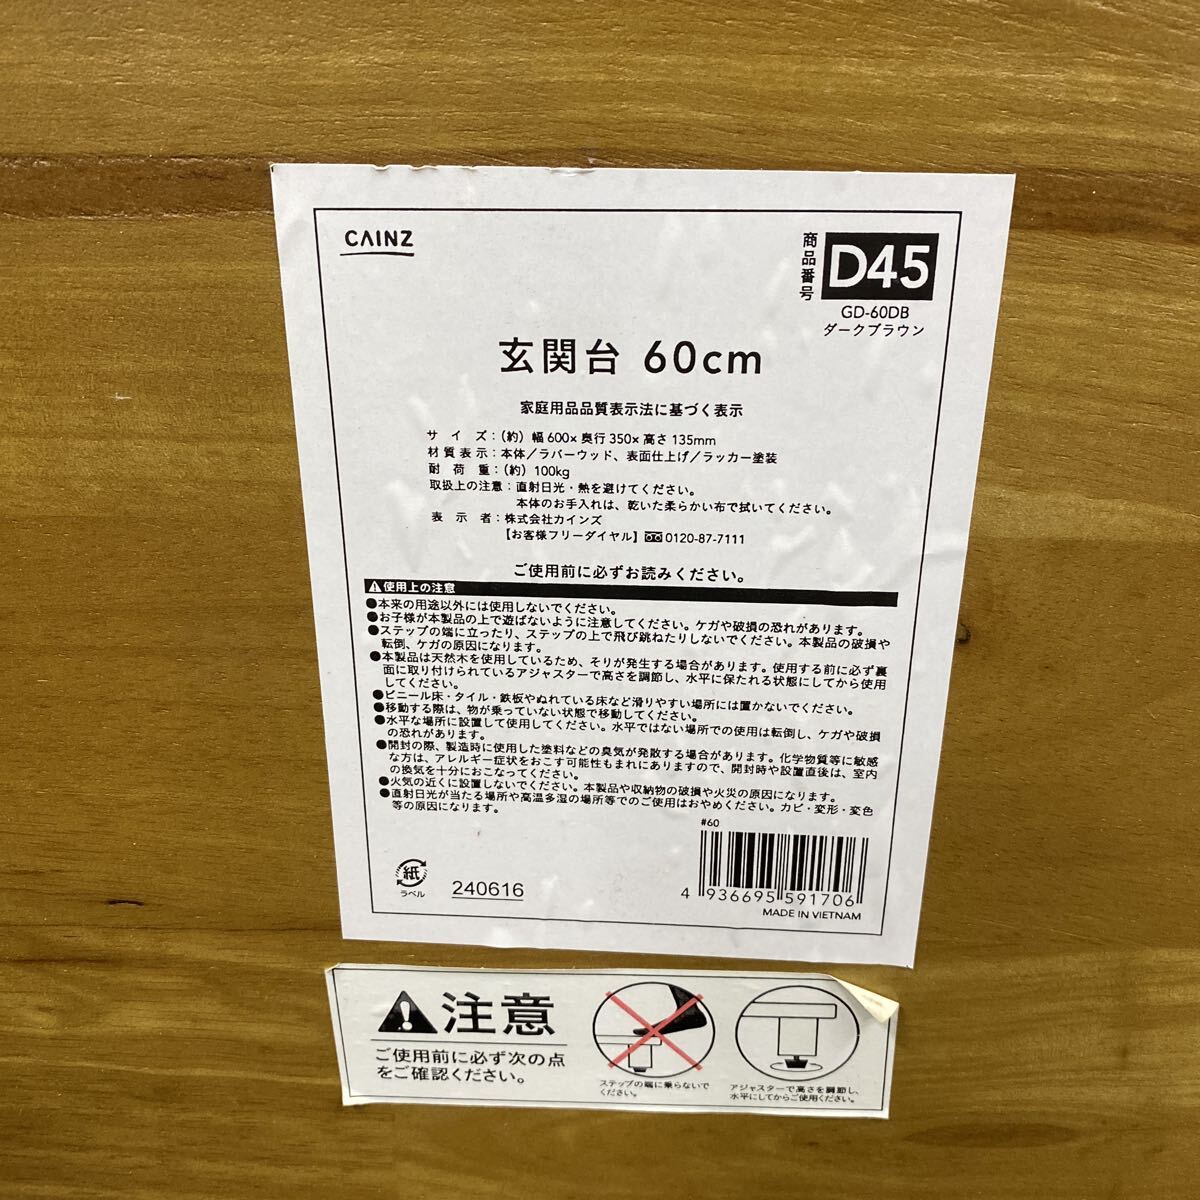 CAINZ
商品番号
D45
GD-60DB
ダークブラウン
玄関台 60cm
家庭用品品質表示法に基づく表示
サイズ：(約) 幅600×奥行350×高さ135mm
材質表示：本体／ラバーウッド、表面仕上げ／ラッカー塗装
耐荷重：(約) 100kg
取扱上の注意：直射日光・熱を避けてください。
本体のお手入れは、乾いた柔らかい布で拭いてください。
表示者：株式会社カインズ
【お客様フリーダイヤル】0120-87-7111
ご使用前に必ずお読みください。
使用上の注意
●本来の用途以外には使用しないでください。
●お子様が本製品の上で遊ばないように注意してください。ケガや破損の恐れがあります。
●ステップの端に立ったり、ステップの上で飛び跳ねたりしないでください。本製品の破損や
転倒、ケガの原因になります。
●本製品は天然木を使用しているため、そりが発生する場合があります。使用する前に必ず裏
面に取り付けられているアジャスターで高さを調節し、水平に保たれる状態にしてから使用
してください。
●ビニール床・タイル・鉄板やぬれている床など滑りやすい場所には置かないでください。
●移動する際は、物が乗っていない状態で移動してください。
●水平な場所に設置して使用してください。水平ではない場所での使用は転倒し、ケガや破損
の恐れがあります。
●開封の際、製造時に使用した塗料などの臭気が発散する場合があります。化学物質等に敏感
な方は、アレルギー症状をおこす可能性もまれにありますので、開封時や設置直後は、室内
の換気を十分におこなってください。
●火気の近くに設置しないでください。本製品や収納物の破損や火災の原因になります。
●直射日光が当たる場所や高温多湿の場所等でのご使用はおやめください。カビ・変形・変色
等の原因になります。
#60
紙
ラベル
240616
4 936695 591706
MADE IN VIETNAM
注意
ご使用前に必ず次の点
をご確認ください。
ステップの端に乗らないで
ください。
アジャスターで高さを調節し、
水平にしてからご使用ください。